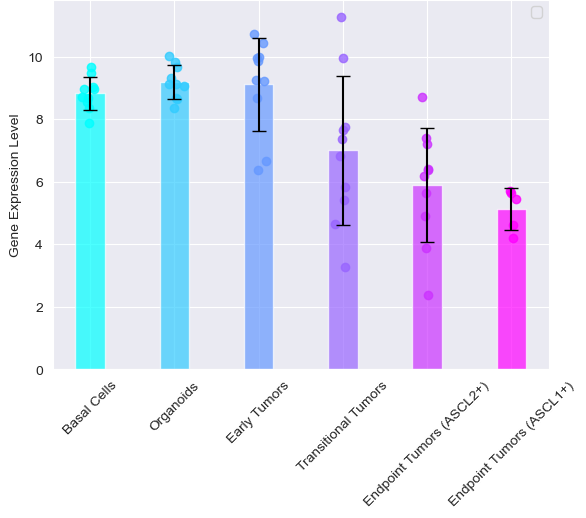 Gene Expression Level
10
8
6
4
2
0
Basal Cells
Organoids
Early Tumors
Transitional Tumors
Endpoint Tumors (ASCL2+)
Endpoint Tumors (ASCL1+)